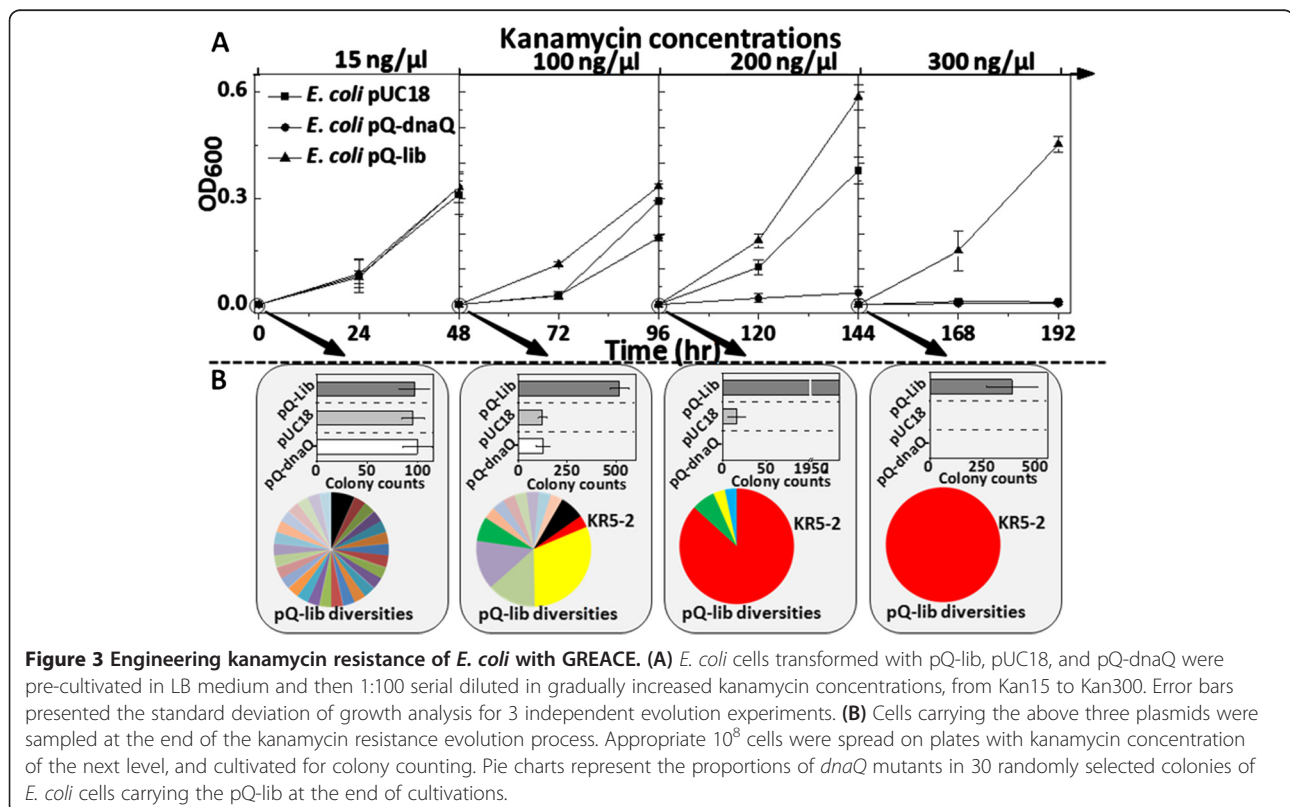 A
Kanamycin concentrations
15 ng/µl 100 ng/µl 200 ng/µl 300 ng/µl
0.6
0.3
0.0
OD600
E. coli pUC18
E. coli pQ-dnaQ
E. coli pQ-lib
0 24 48 72 96 120 144 168 192
Time (hr)
B
pQ-Lib
pUC18
pQ-dnaQ
0 50 100
Colony counts
pQ-lib diversities
pQ-Lib
pUC18
pQ-dnaQ
0 250 500
Colony counts
KR5-2
pQ-lib diversities
pQ-Lib
pUC18
pQ-dnaQ
0 50 1950
Colony counts
KR5-2
pQ-lib diversities
pQ-Lib
pUC18
pQ-dnaQ
0 250 500
Colony counts
KR5-2
pQ-lib diversities
Figure 3 Engineering kanamycin resistance of E. coli with GREACE. (A) E. coli cells transformed with pQ-lib, pUC18, and pQ-dnaQ were
pre-cultivated in LB medium and then 1:100 serial diluted in gradually increased kanamycin concentrations, from Kan15 to Kan300. Error bars
presented the standard deviation of growth analysis for 3 independent evolution experiments. (B) Cells carrying the above three plasmids were
sampled at the end of the kanamycin resistance evolution process. Appropriate 10⁸ cells were spread on plates with kanamycin concentration
of the next level, and cultivated for colony counting. Pie charts represent the proportions of dnaQ mutants in 30 randomly selected colonies of
E. coli cells carrying the pQ-lib at the end of cultivations.